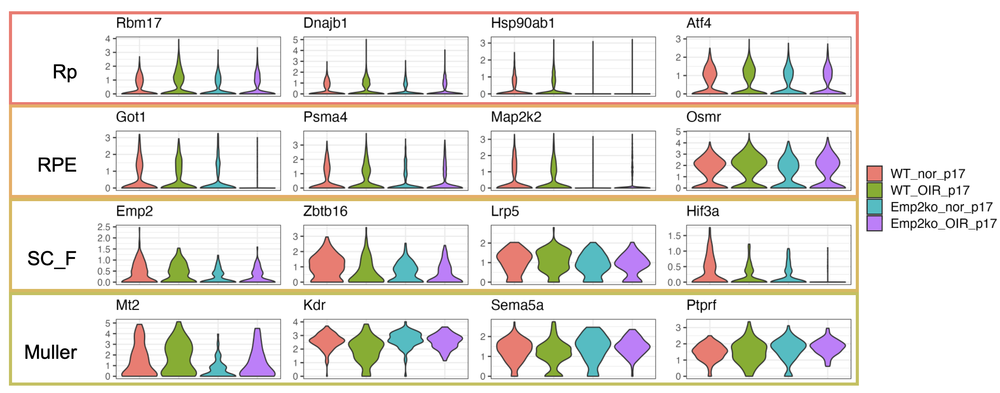 Rbm17 Dnajb1 Hsp90ab1 Atf4
4 5 3 3
3 4 2 2
2 3 1 1
1 2 0 0
0 1
0
Rp
Got1 Psma4 Map2k2 Osmr
3 3 3 5
2 2 2 4
1 1 1 3
0 0 0 2
1
0
RPE
WT_nor_p17
WT_OIR_p17
Emp2ko_nor_p17
Emp2ko_OIR_p17
Emp2 Zbtb16 Lrp5 Hif3a
2.5 3 2 1.5
2.0 2 1 1.0
1.5 1 0 0.5
1.0 0 0.0
0.5
0.0
SC_F
Mt2 Kdr Sema5a Ptprf
5 4 2 3
4 3 1 2
3 2 0 1
2 1 0
1 0
0
Muller